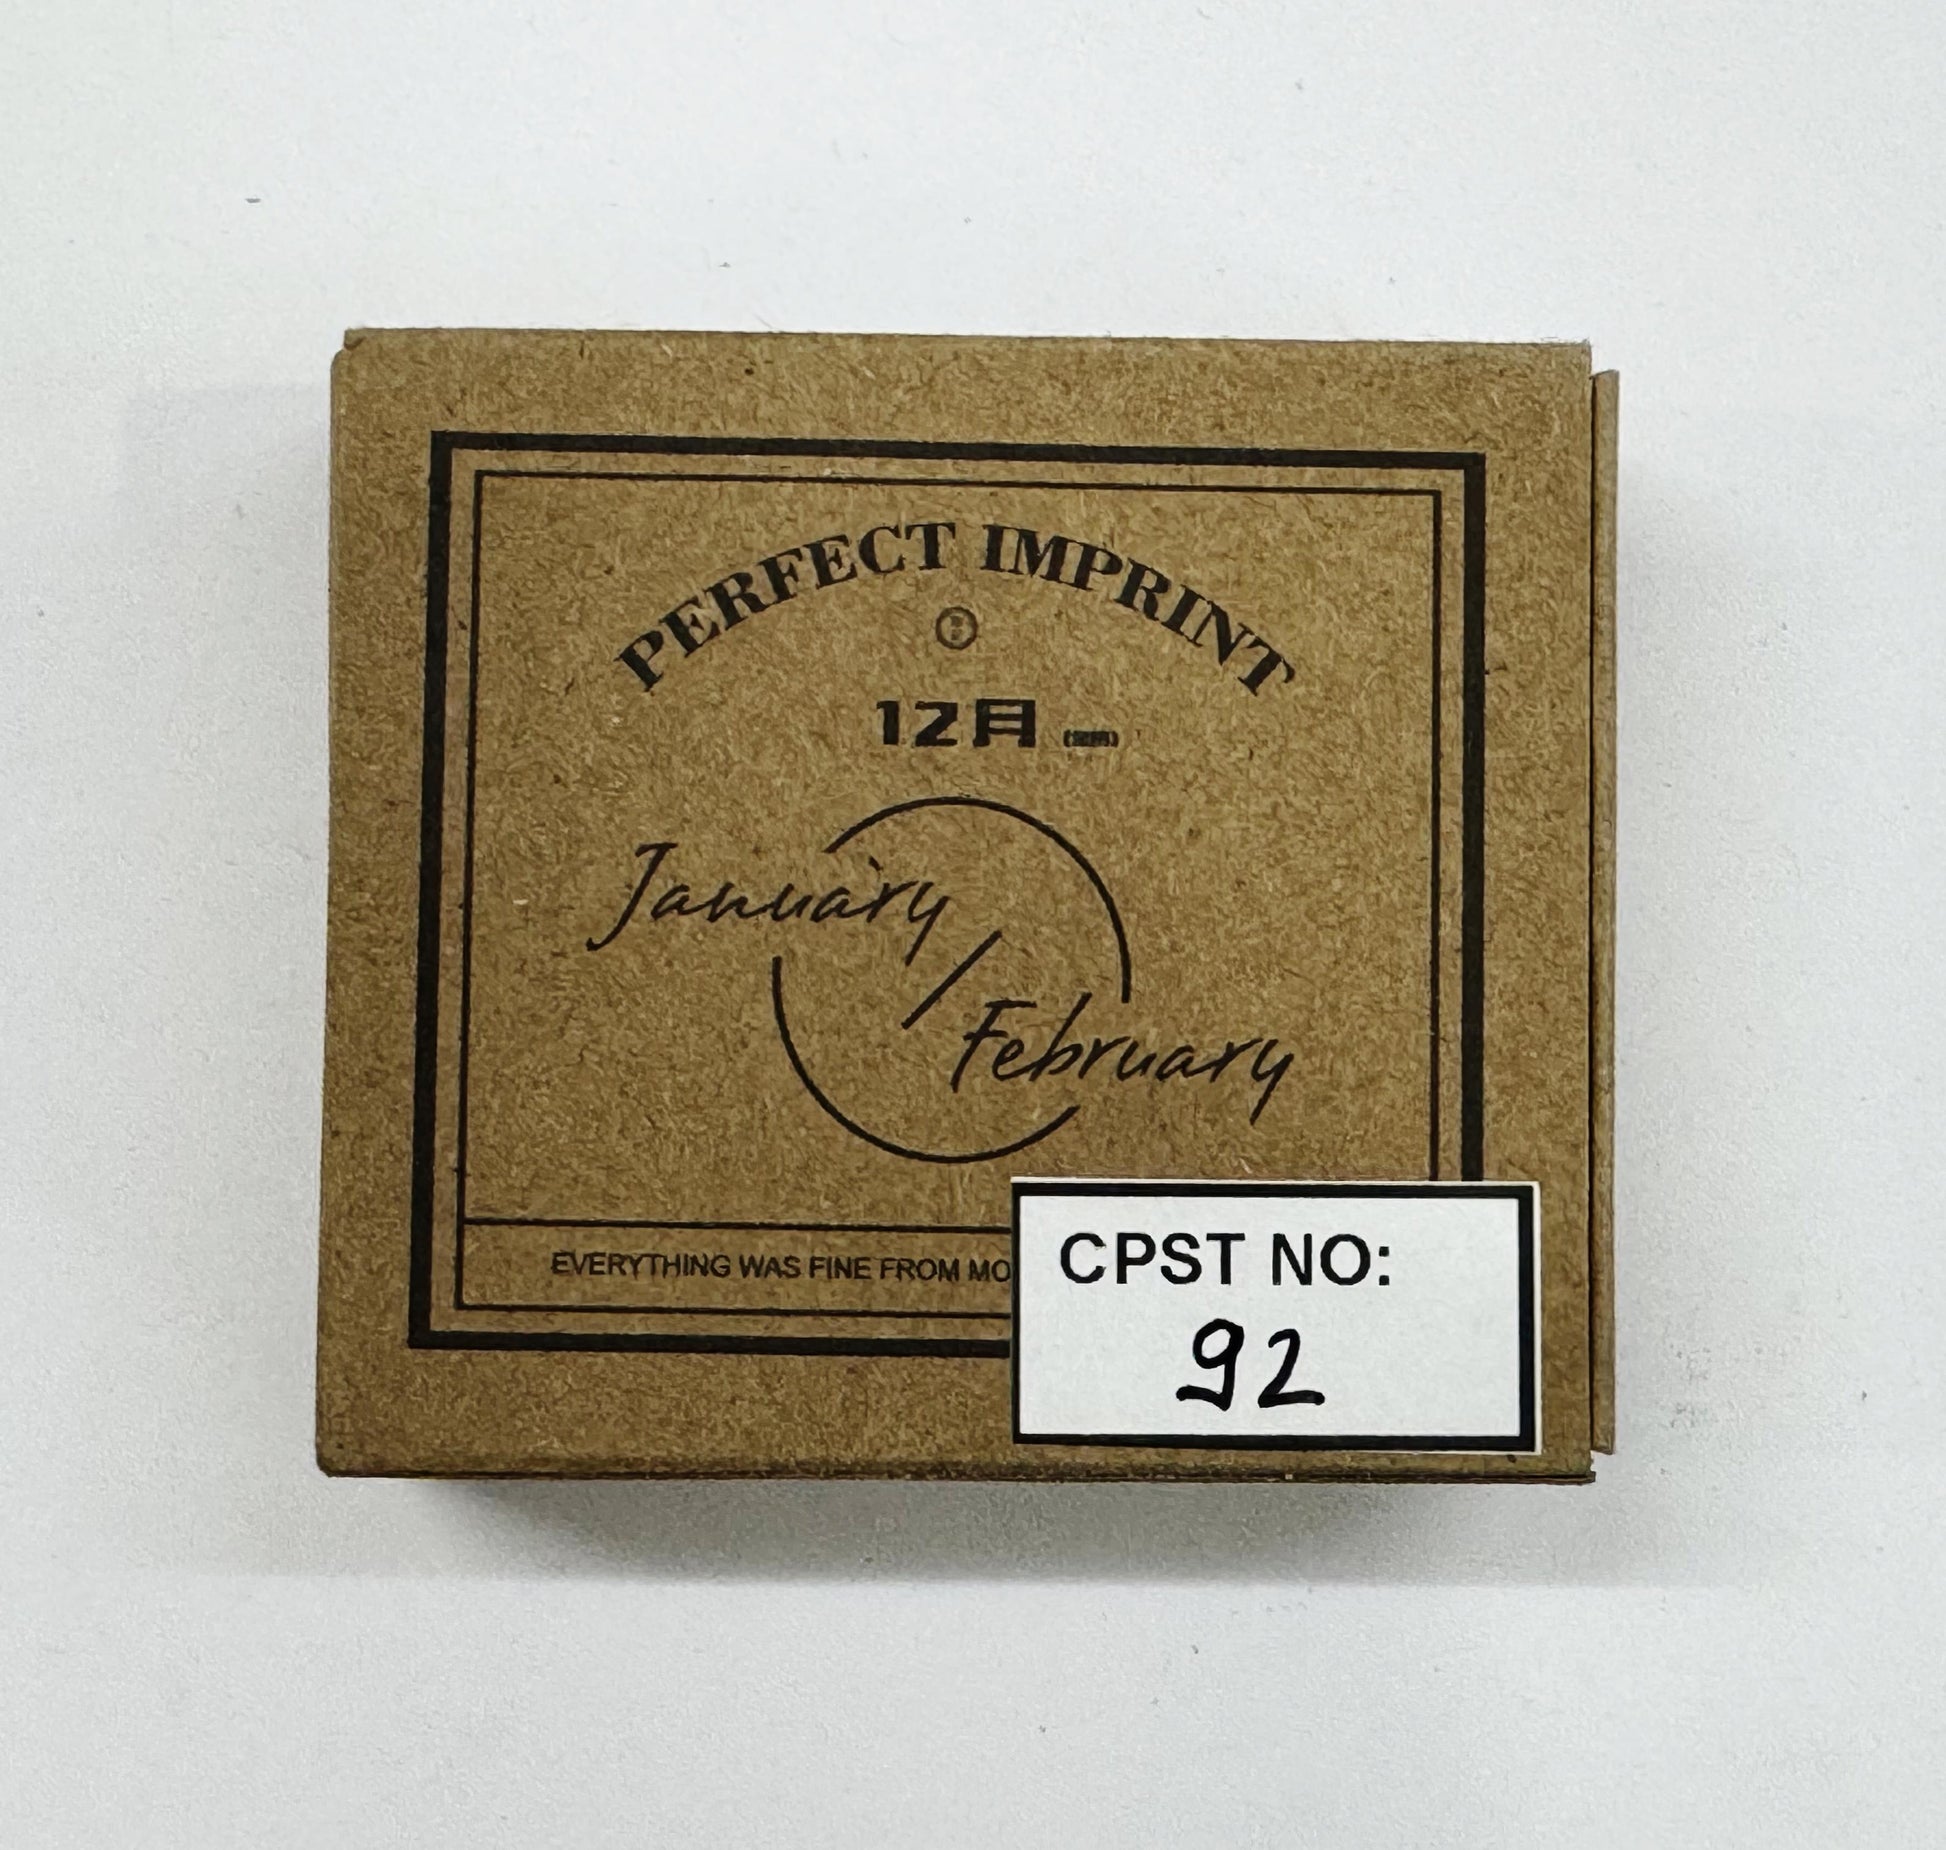 PERFECT IMPRINT
12月
January
/
February
EVERYTHING WAS FINE FROM MO
CPST NO:
92